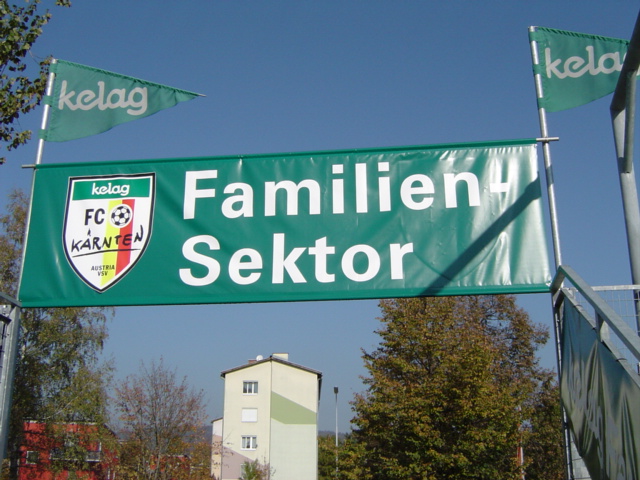 kelag
kelag
kelag
FC
KÄRNTEN
AUSTRIA
VSV
Familien-
Sektor